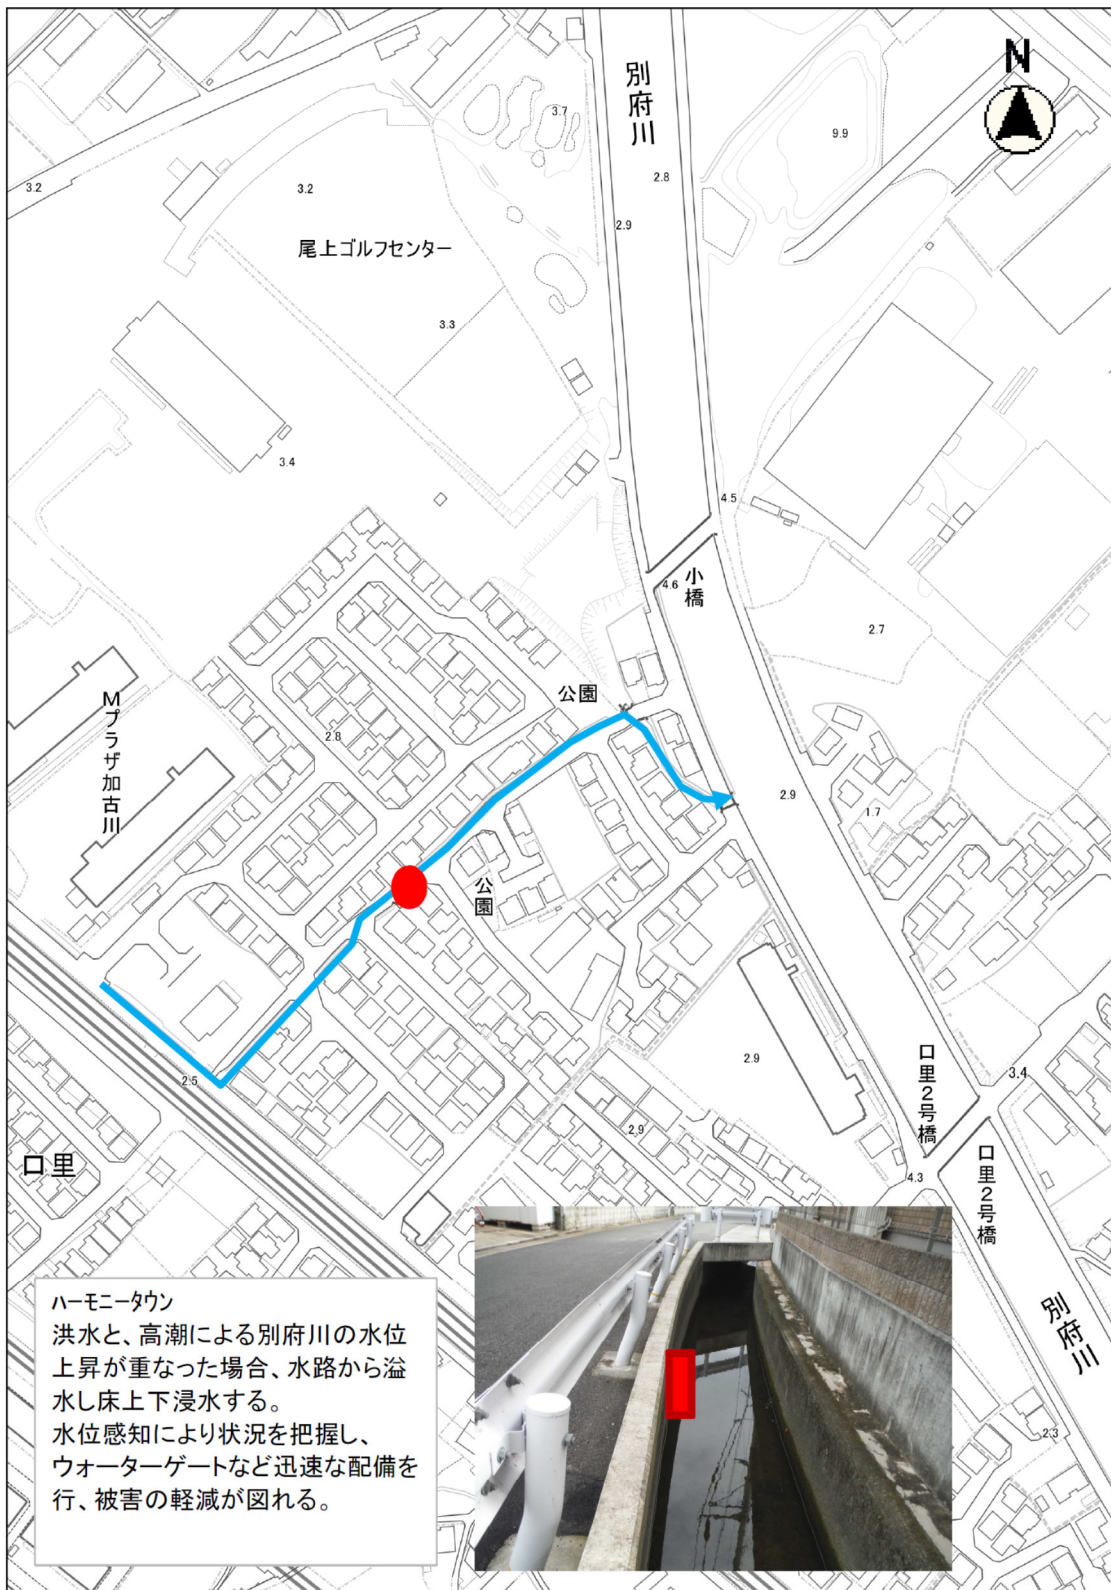 N
別府川
3.7
9.9
2.8
3.2
3.2
2.9
尾上ゴルフセンター
3.3
3.4
4.5
小橋
4.6
2.7
公園
Mプラザ加古川
2.8
2.9
1.7
公園
2.5
2.9
口里2号橋
3.4
2.9
口里
4.3
口里2号橋
別府川
2.3
ハーモニータウン
洪水と、高潮による別府川の水位
上昇が重なった場合、水路から溢
水し床上下浸水する。
水位感知により状況を把握し、
ウォーターゲートなど迅速な配備を
行、被害の軽減が図れる。